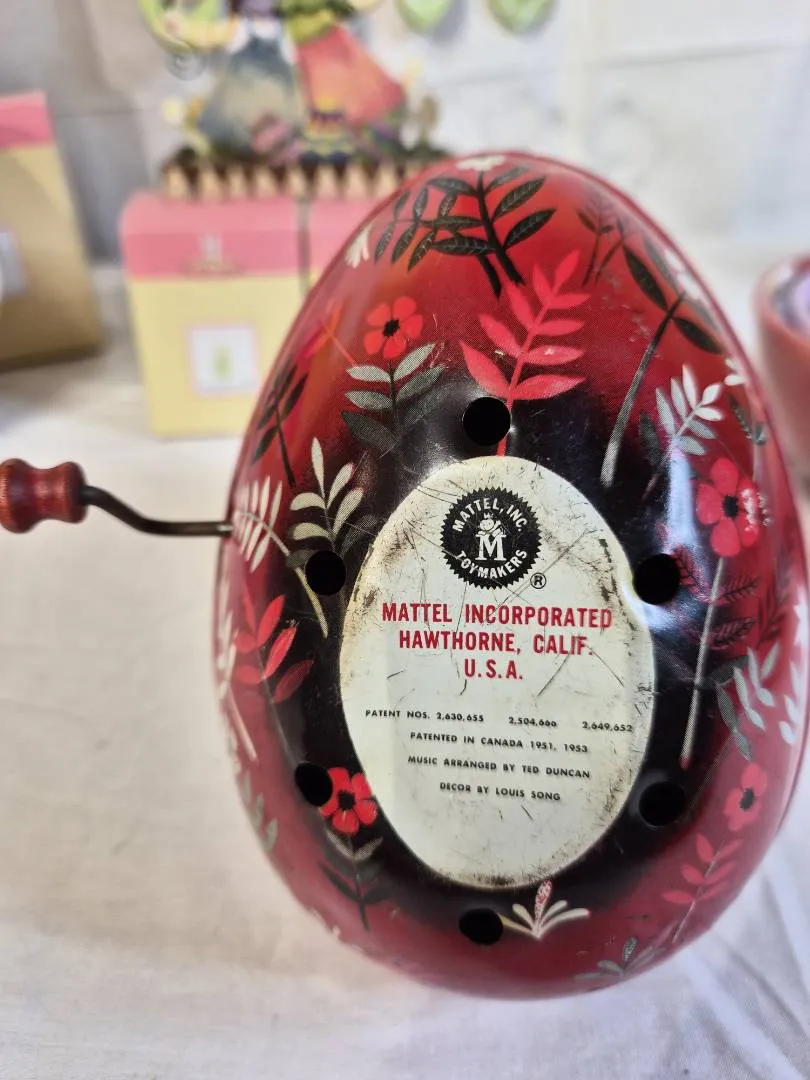 MATTEL, INC.
M
TOYMAKERS
®
MATTEL INCORPORATED
HAWTHORNE, CALIF.
U.S.A.
PATENT NOS. 2,630,655 2,504,666 2,649,652
PATENTED IN CANADA 1951, 1953
MUSIC ARRANGED BY TED DUNCAN
DECOR BY LOUIS SONG